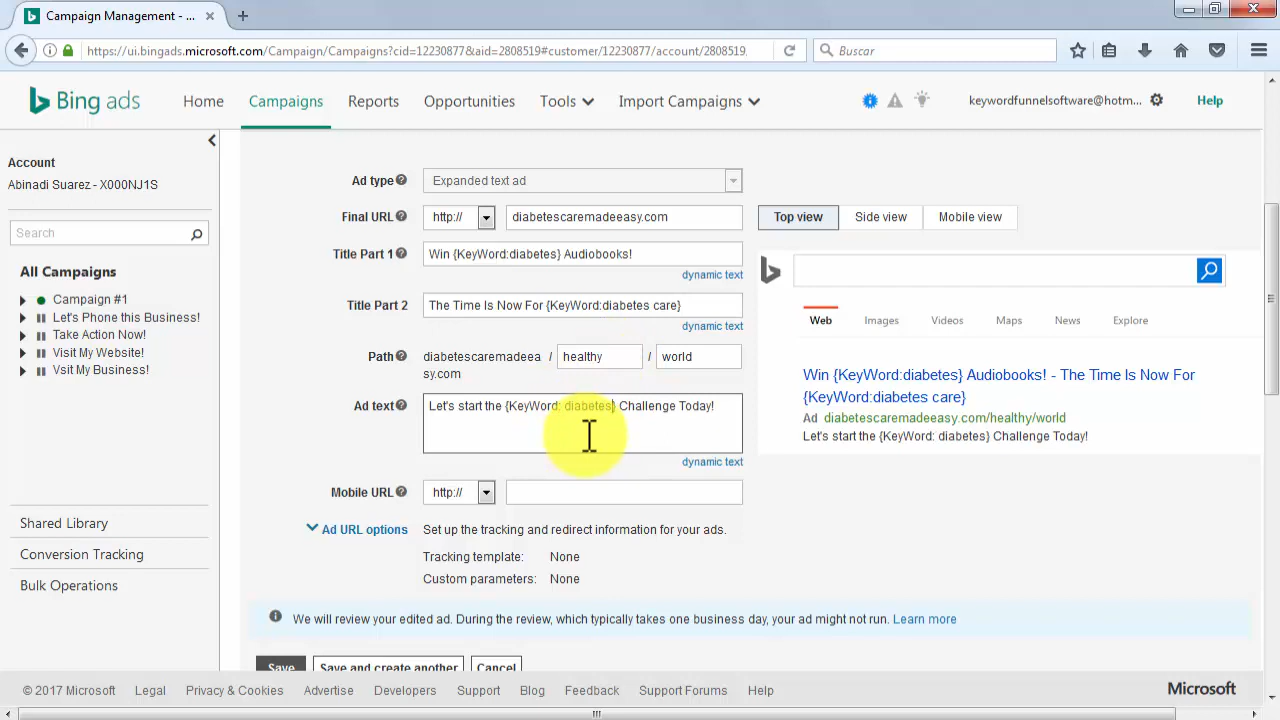 Campaign Management - ...
https://ui.bingads.microsoft.com/Campaign/Campaigns?cid=12230877&aid=2808519#customer/12230877/account/2808519.
Buscar
Bing ads
Home
Campaigns
Reports
Opportunities
Tools
Import Campaigns
keywordfunnelsoftware@hotm...
Help
Account
Abinadi Suarez - X000NJ1S
Search
All Campaigns
Campaign #1
Let's Phone this Business!
Take Action Now!
Visit My Website!
Vsit My Business!
Shared Library
Conversion Tracking
Bulk Operations
Ad type
Expanded text ad
Final URL
http://
diabetescaremadeeasy.com
Title Part 1
Win {KeyWord:diabetes} Audiobooks!
dynamic text
Title Part 2
The Time Is Now For {KeyWord:diabetes care}
dynamic text
Path
diabetescaremadeea
sy.com
/
healthy
/
world
Ad text
Let's start the {KeyWord: diabetes} Challenge Today!
dynamic text
Mobile URL
http://
Ad URL options
Set up the tracking and redirect information for your ads.
Tracking template: None
Custom parameters: None
Top view
Side view
Mobile view
Web
Images
Videos
Maps
News
Explore
Win {KeyWord:diabetes} Audiobooks! - The Time Is Now For
{KeyWord:diabetes care}
Ad diabetescaremadeeasy.com/healthy/world
Let's start the {KeyWord: diabetes} Challenge Today!
We will review your edited ad. During the review, which typically takes one business day, your ad might not run. Learn more
Save
Save and create another
Cancel
© 2017 Microsoft
Legal
Privacy & Cookies
Advertise
Developers
Support
Blog
Feedback
Support Forums
Help
Microsoft